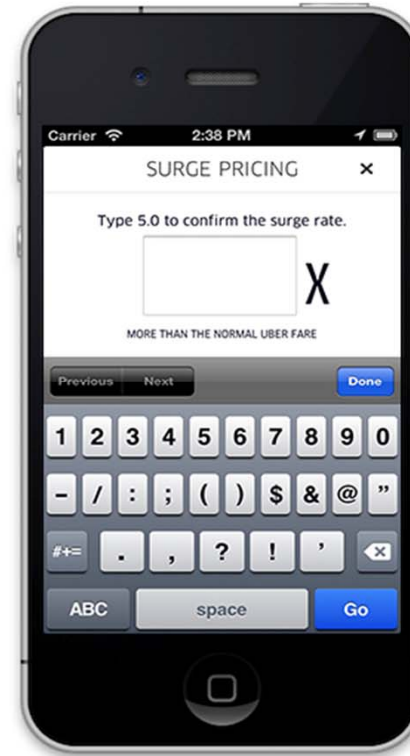 Carrier 2:38 PM
SURGE PRICING ×
Type 5.0 to confirm the surge rate.
X
MORE THAN THE NORMAL UBER FARE
Previous Next Done
1 2 3 4 5 6 7 8 9 0
- / : ; ( ) $ & @ "
#+= . , ? ! '
ABC space Go